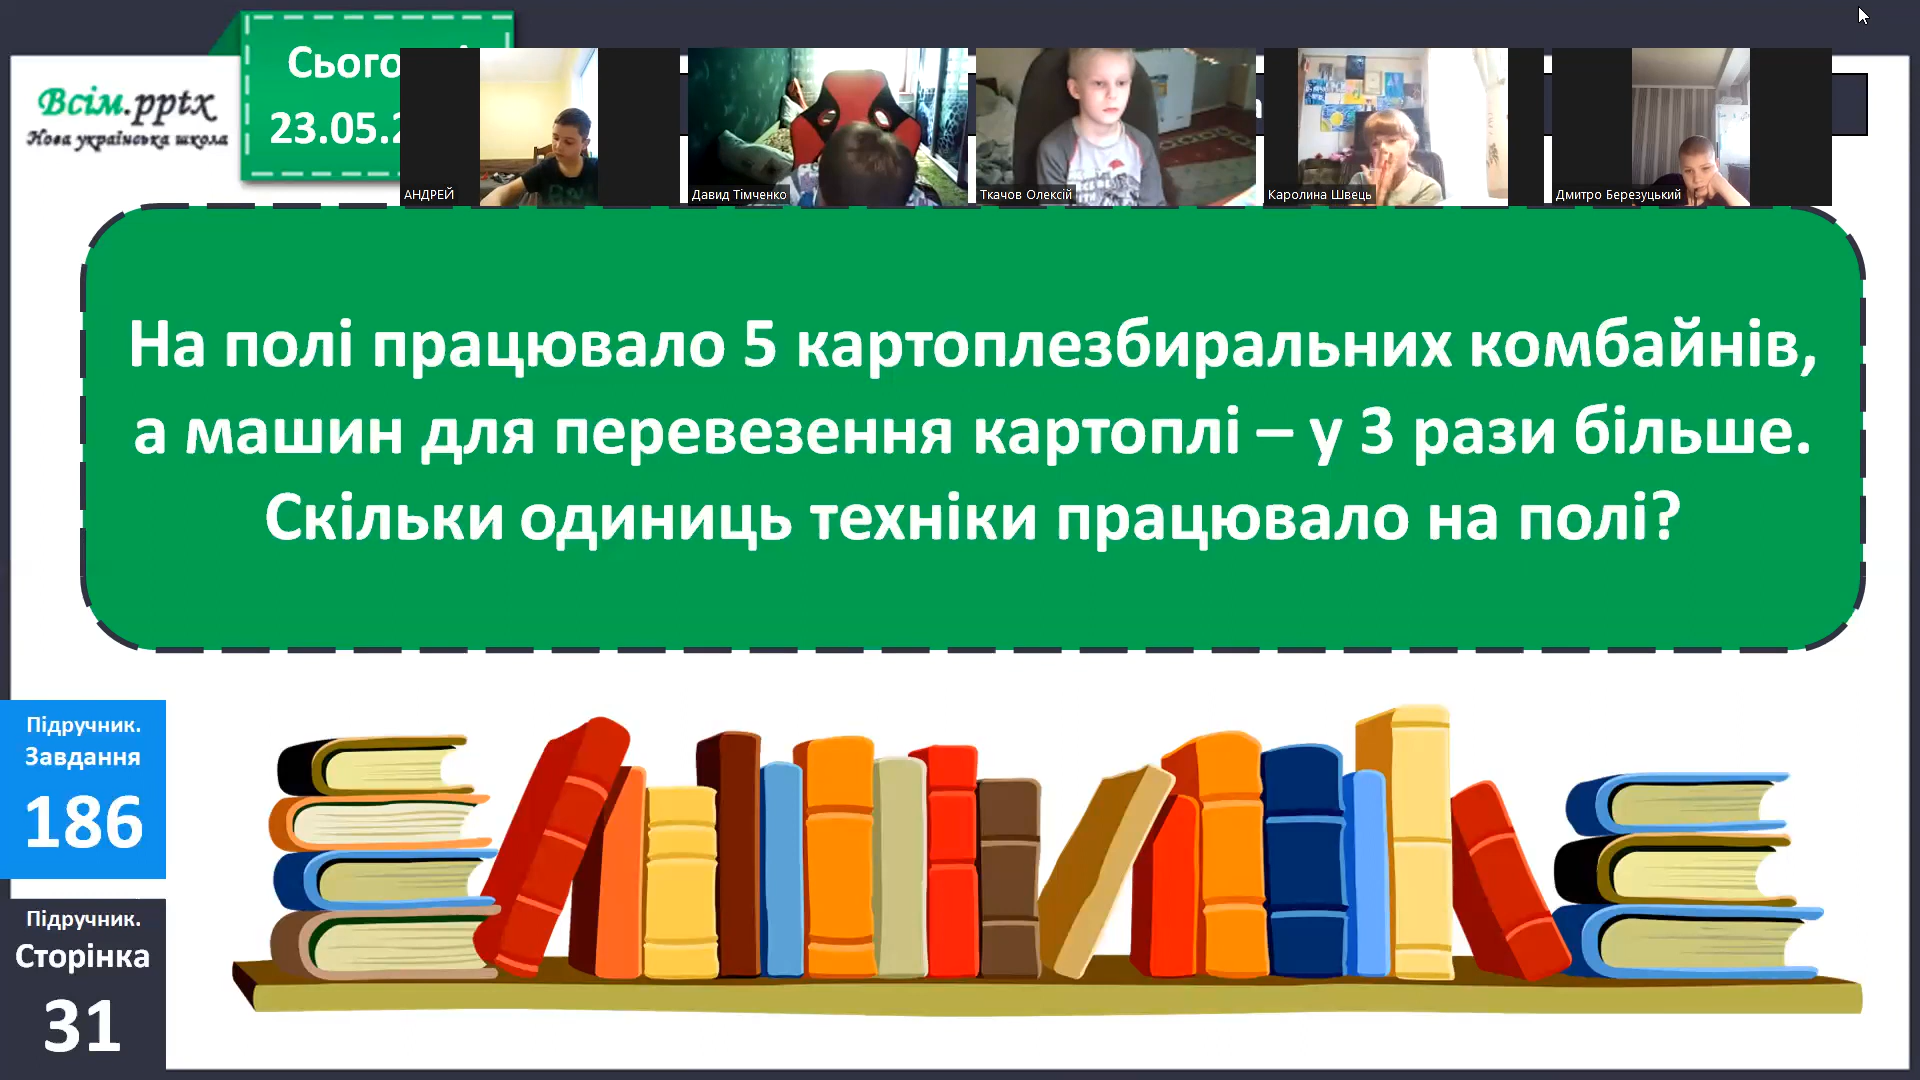 Всім.pptx
Нова українська школа
23.05.2
АНДРЕЙ
Давид Тімченко
Ткачов Олексій
Каролина Швець
Дмитро Березуцький
На полі працювало 5 картоплезбиральних комбайнів,
а машин для перевезення картоплі – у 3 рази більше.
Скільки одиниць техніки працювало на полі?
Підручник.
Завдання
186
Підручник.
Сторінка
31